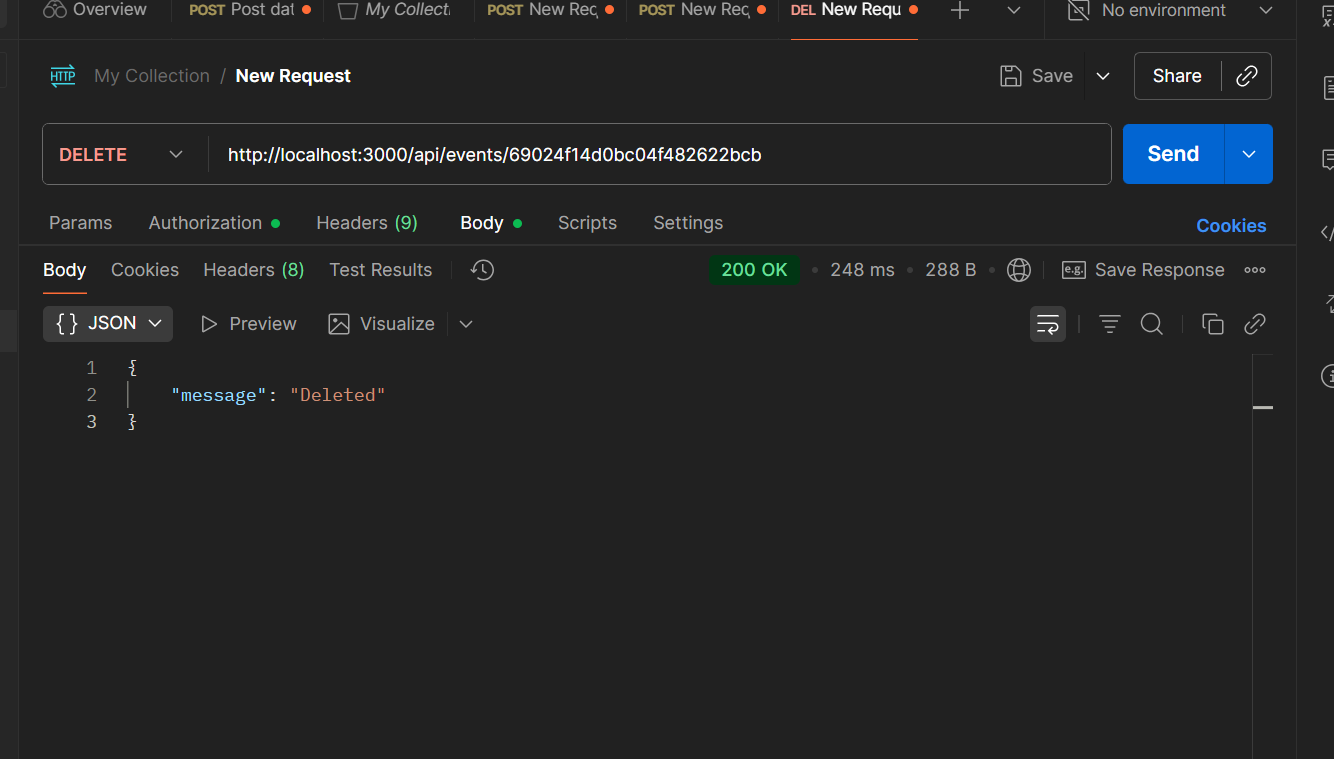 Overview POST Post dat My Collecti POST New Req POST New Req DEL New Requ No environment
HTTP My Collection / New Request Save Share
DELETE http://localhost:3000/api/events/69024f14d0bc04f482622bcb Send
Params Authorization Headers (9) Body Scripts Settings Cookies
Body Cookies Headers (8) Test Results 200 OK 248 ms 288 B e.g. Save Response
{} JSON Preview Visualize
1 {
2 "message": "Deleted"
3 }